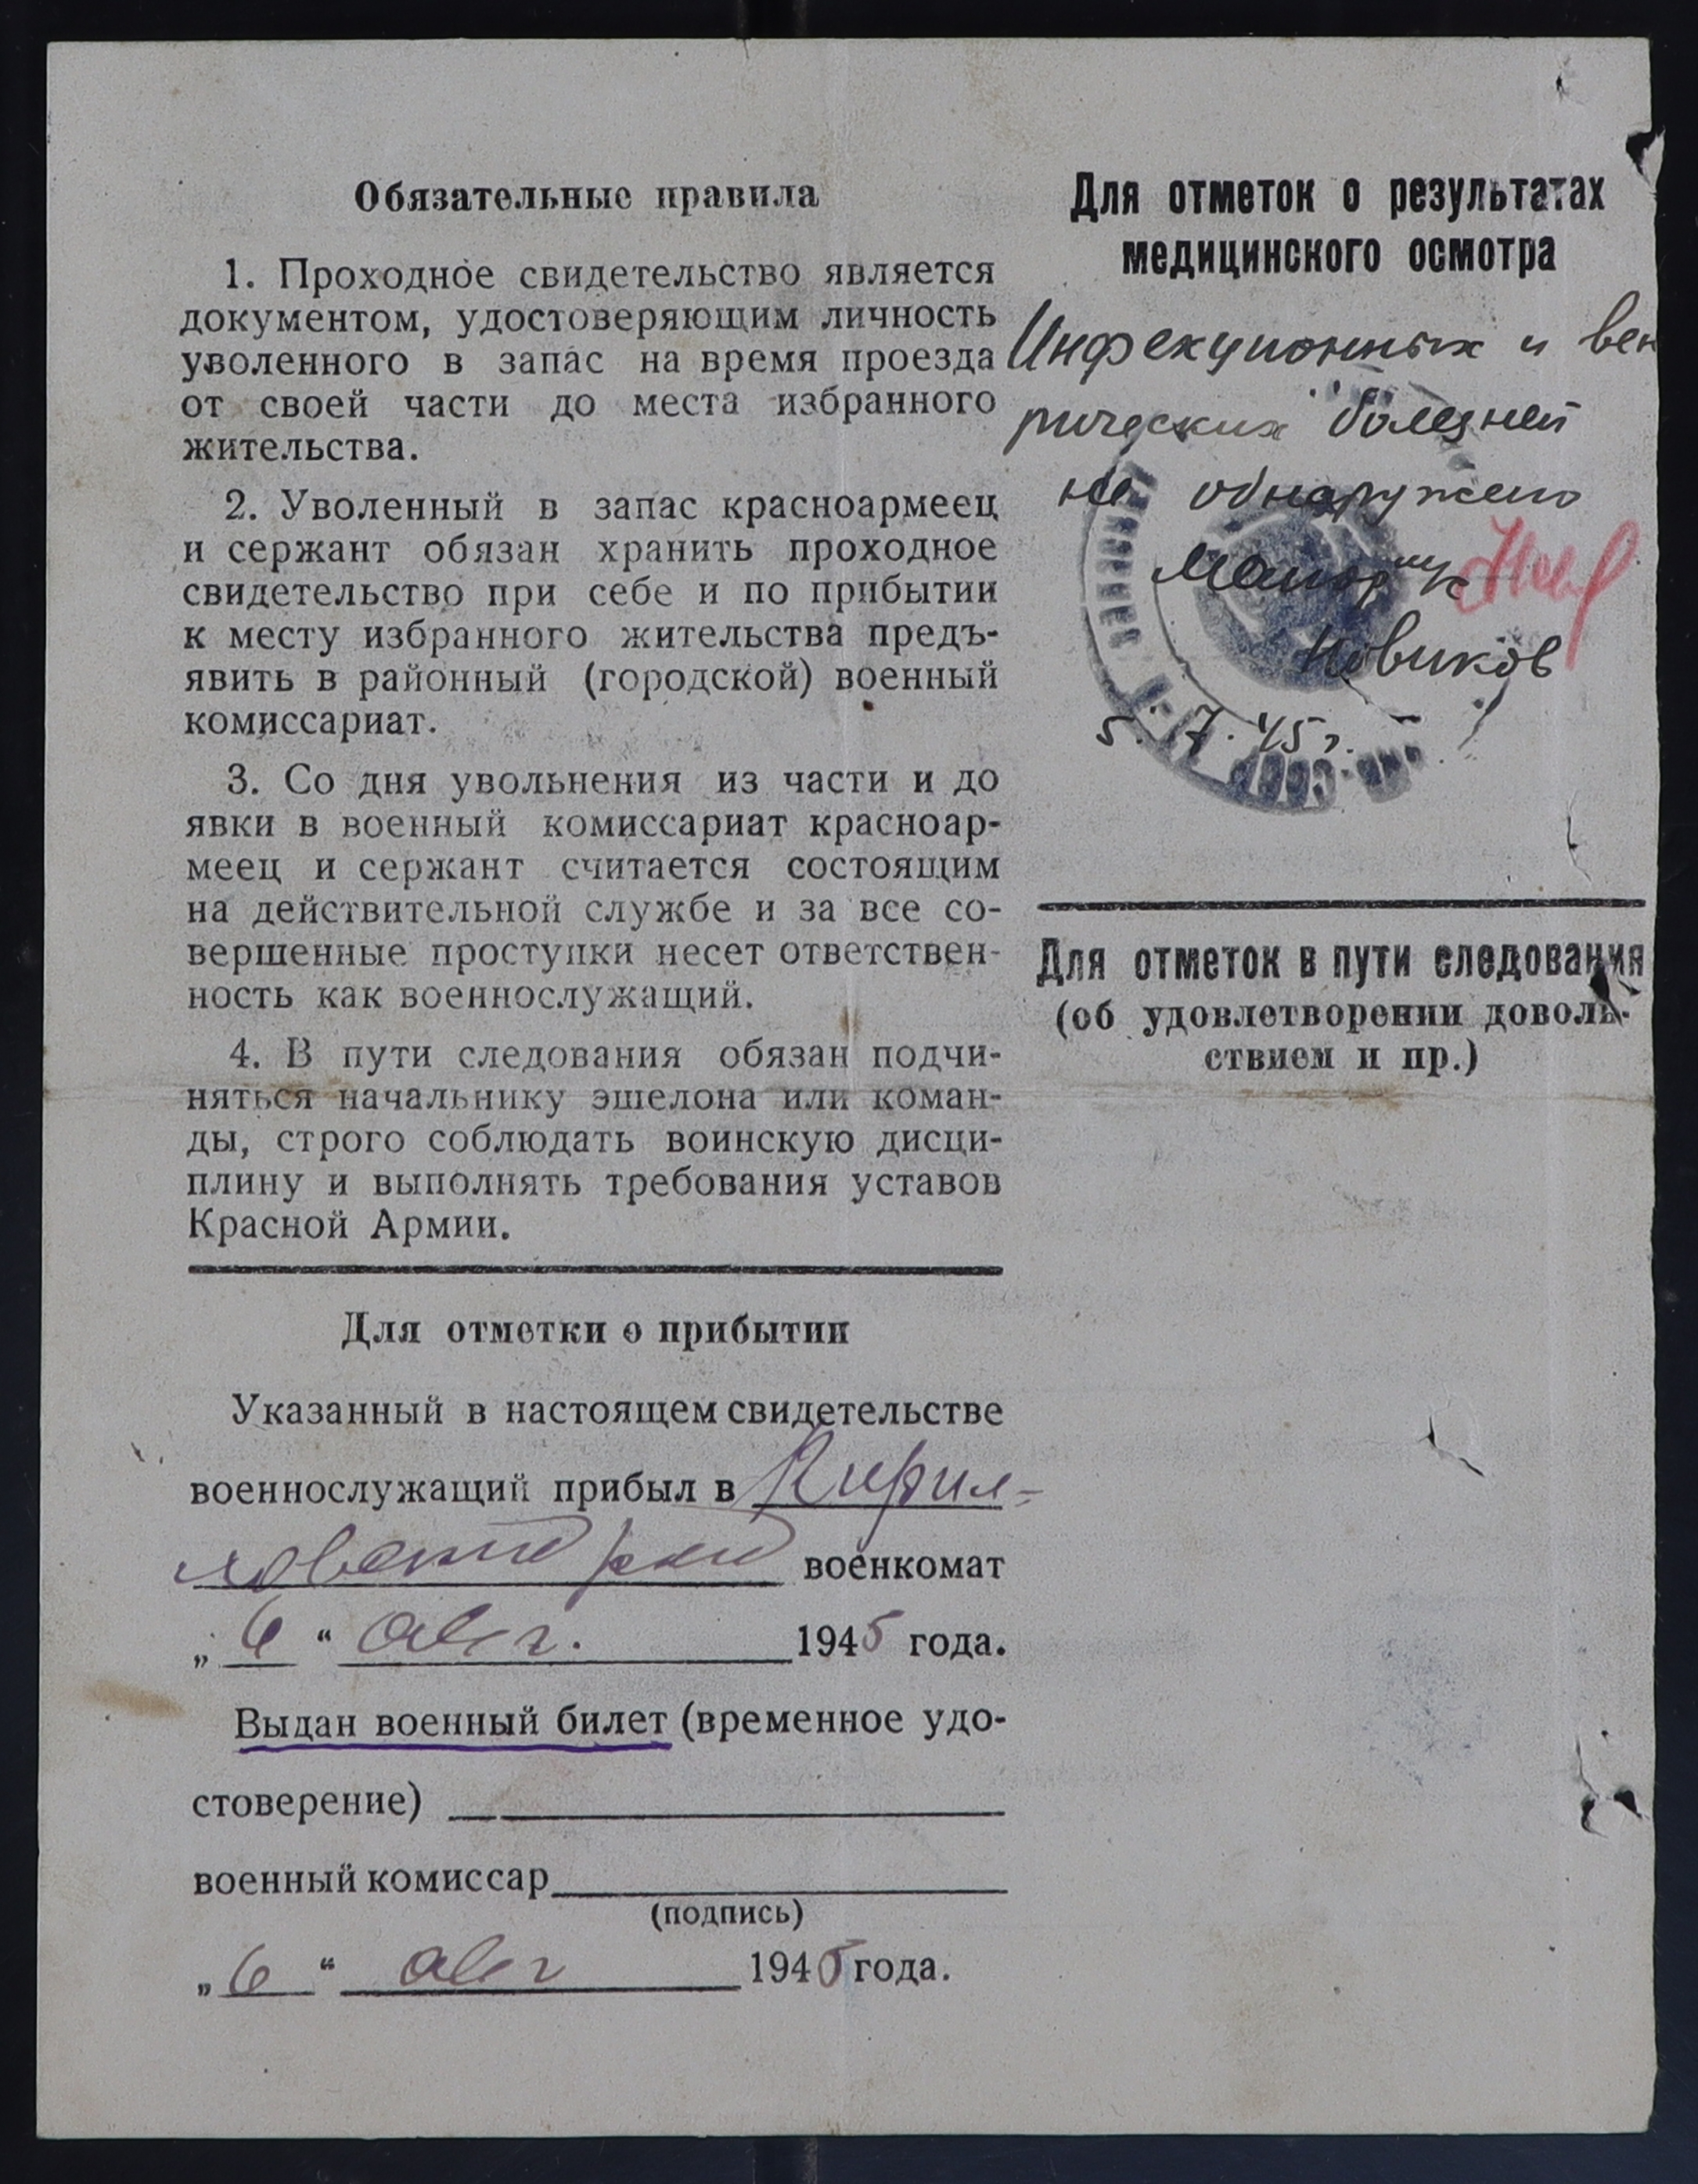 Обязательные правила
1. Проходное свидетельство является
документом, удостоверяющим личность
уволенного в запас на время проезда
от своей части до места избранного
жительства.
2. Уволенный в запас красноармеец
и сержант обязан хранить проходное
свидетельство при себе и по прибытии
к месту избранного жительства предъ-
явить в районный (городской) военный
комиссариат.
3. Со дня увольнения из части и до
явки в военный комиссариат красноар-
меец и сержант считается состоящим
на действительной службе и за все со-
вершенные проступки несет ответствен-
ность как военнослужащий.
4. В пути следования обязан подчи-
няться начальнику эшелона или коман-
ды, строго соблюдать воинскую дисци-
плину и выполнять требования уставов
Красной Армии.
Для отметки о прибытии
Указанный в настоящем свидетельстве
военнослужащий прибыл в Кирил-
ловский рай военкомат
„6“ авг. 1945 года.
Выдан военный билет (временное удо-
стоверение)
военный комиссар
(подпись)
„6“ авг 1945 года.
Для отметок о результатах
медицинского осмотра
Инфекционных и вен
рических болезней
не обнаружено
Майор м/с
Новиков
5.7.45 г.
Для отметок в пути следования
(об удовлетворении доволь-
ствием и пр.)